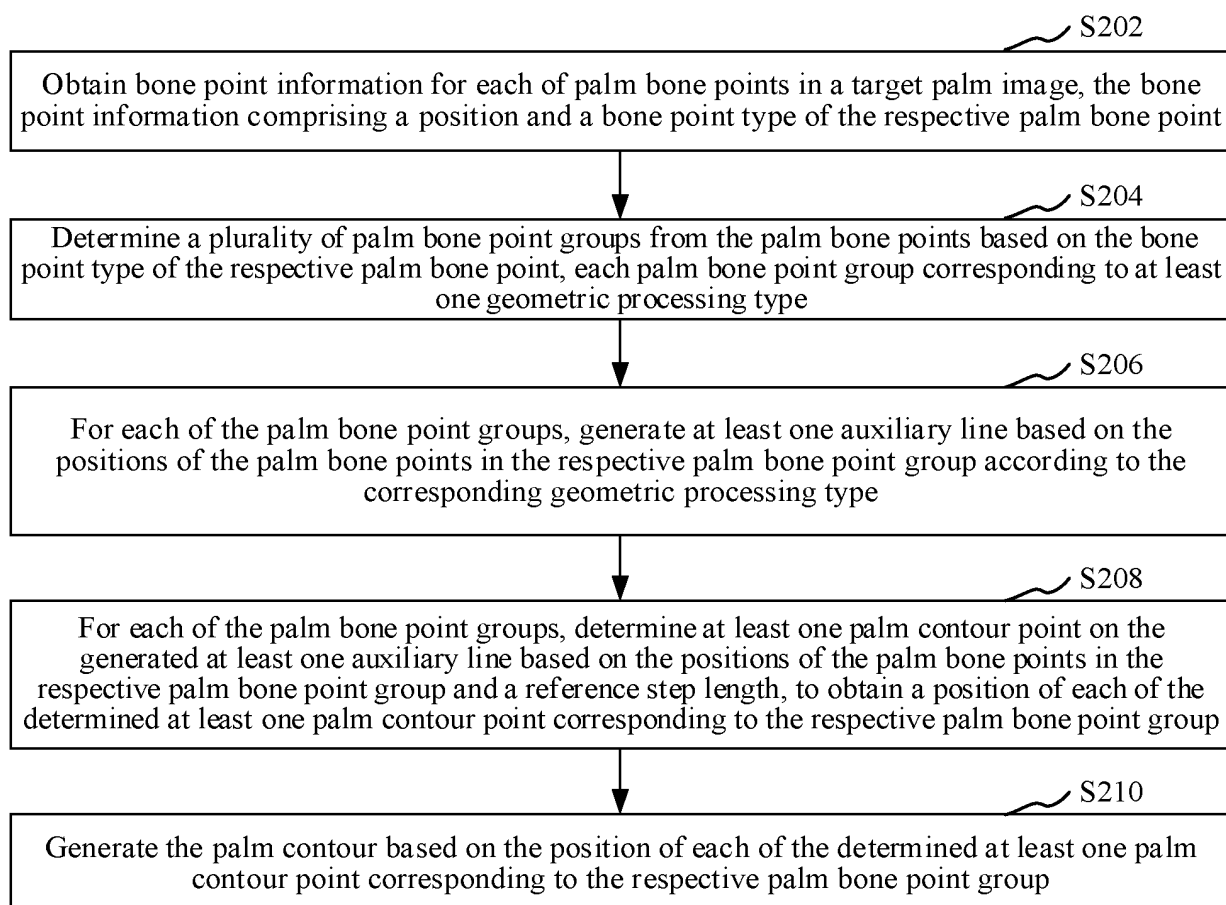 S202
Obtain bone point information for each of palm bone points in a target palm image, the bone
point information comprising a position and a bone point type of the respective palm bone point
S204
Determine a plurality of palm bone point groups from the palm bone points based on the bone
point type of the respective palm bone point, each palm bone point group corresponding to at least
one geometric processing type
S206
For each of the palm bone point groups, generate at least one auxiliary line based on the
positions of the palm bone points in the respective palm bone point group according to the
corresponding geometric processing type
S208
For each of the palm bone point groups, determine at least one palm contour point on the
generated at least one auxiliary line based on the positions of the palm bone points in the
respective palm bone point group and a reference step length, to obtain a position of each of the
determined at least one palm contour point corresponding to the respective palm bone point group
S210
Generate the palm contour based on the position of each of the determined at least one palm
contour point corresponding to the respective palm bone point group